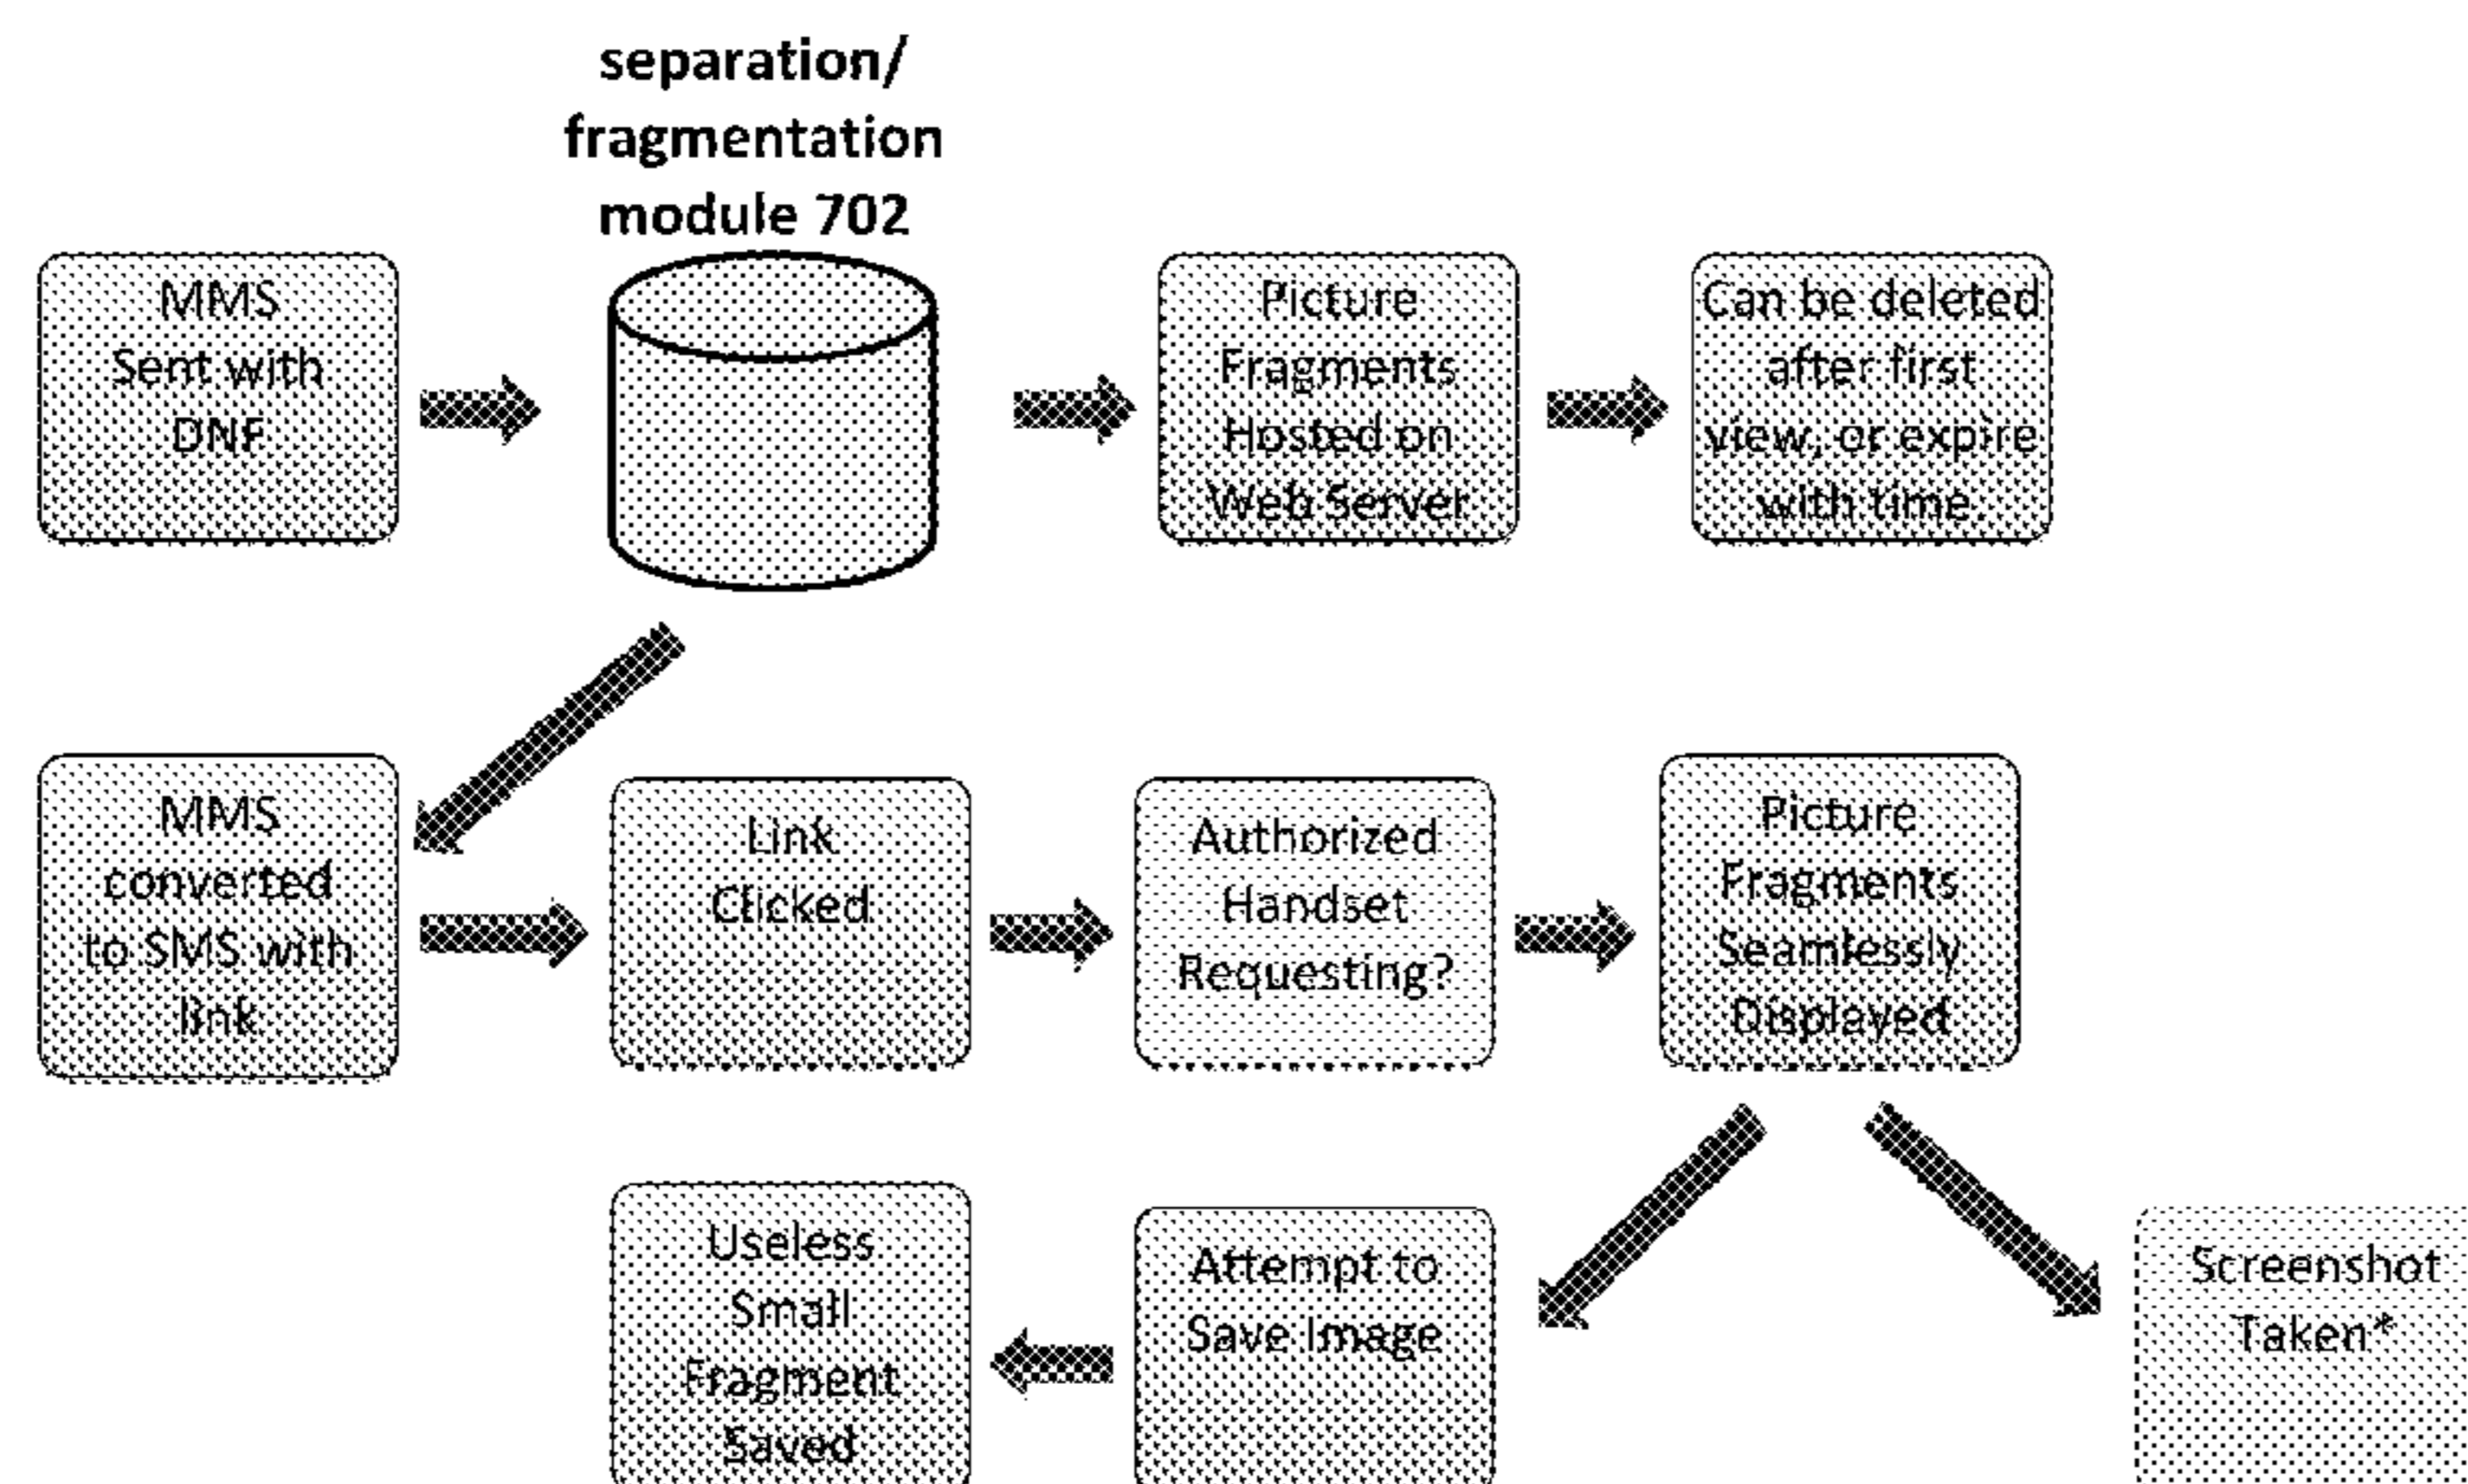 separation/
fragmentation
module 702
MMS
Sent with
DNF
Picture
Fragments
Hosted on
Web Server
Can be deleted
after first
view, or expire
with time.
MMS
converted
to SMS with
link
Link
Clicked
Authorized
Handset
Requesting?
Picture
Fragments
Seamlessly
Displayed
Useless
Small
Fragment
Saved
Attempt to
Save Image
Screenshot
Taken*